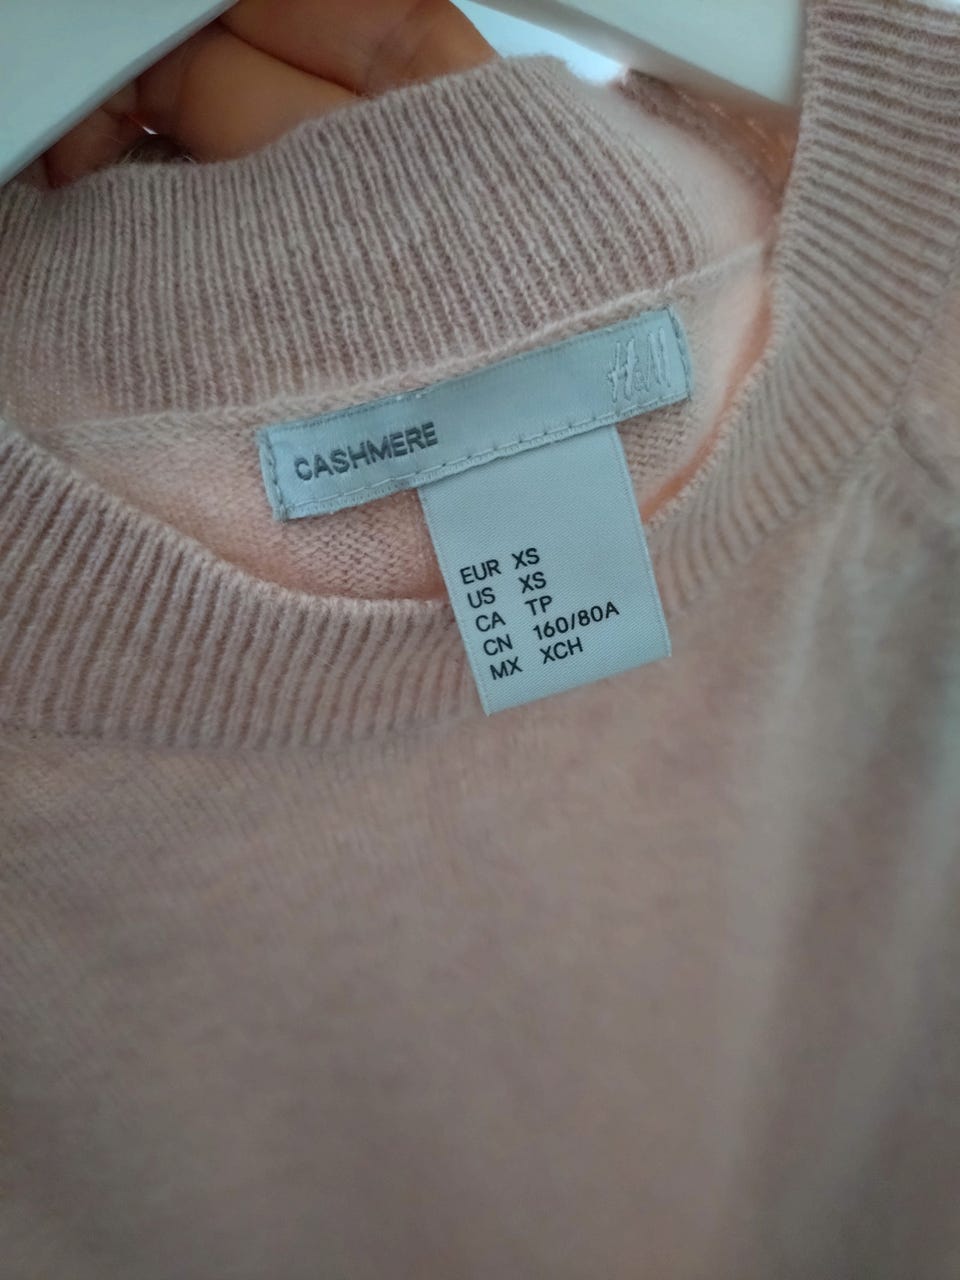 CASHMERE H&M
EUR XS
US XS
CA TP
CN 160/80A
MX XCH